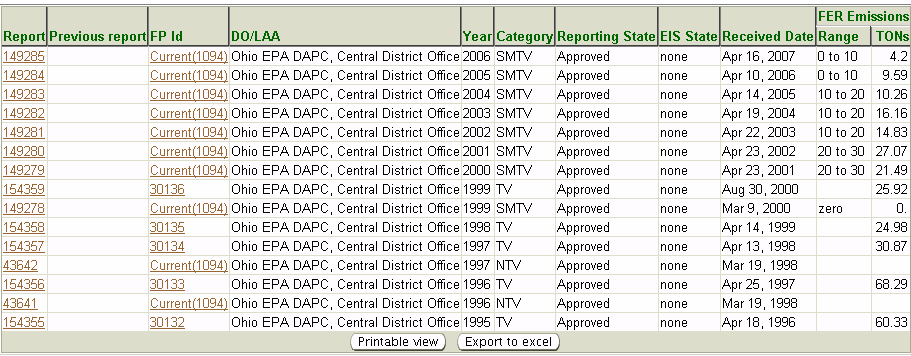 FER Emissions
Report Previous report FP Id DO/LAA Year Category Reporting State EIS State Received Date Range TONs
149285 Current(1094) Ohio EPA DAPC, Central District Office 2006 SMTV Approved none Apr 16, 2007 0 to 10 4.2
149284 Current(1094) Ohio EPA DAPC, Central District Office 2005 SMTV Approved none Apr 10, 2006 0 to 10 9.59
149283 Current(1094) Ohio EPA DAPC, Central District Office 2004 SMTV Approved none Apr 14, 2005 10 to 20 10.26
149282 Current(1094) Ohio EPA DAPC, Central District Office 2003 SMTV Approved none Apr 19, 2004 10 to 20 16.16
149281 Current(1094) Ohio EPA DAPC, Central District Office 2002 SMTV Approved none Apr 22, 2003 10 to 20 14.83
149280 Current(1094) Ohio EPA DAPC, Central District Office 2001 SMTV Approved none Apr 23, 2002 20 to 30 27.07
149279 Current(1094) Ohio EPA DAPC, Central District Office 2000 SMTV Approved none Apr 23, 2001 20 to 30 21.49
154359 30136 Ohio EPA DAPC, Central District Office 1999 TV Approved none Aug 30, 2000 25.92
149278 Current(1094) Ohio EPA DAPC, Central District Office 1999 SMTV Approved none Mar 9, 2000 zero 0.
154358 30135 Ohio EPA DAPC, Central District Office 1998 TV Approved none Apr 14, 1999 24.98
154357 30134 Ohio EPA DAPC, Central District Office 1997 TV Approved none Apr 13, 1998 30.87
43642 Current(1094) Ohio EPA DAPC, Central District Office 1997 NTV Approved none Mar 19, 1998
154356 30133 Ohio EPA DAPC, Central District Office 1996 TV Approved none Apr 25, 1997 68.29
43641 Current(1094) Ohio EPA DAPC, Central District Office 1996 NTV Approved none Mar 19, 1998
154355 30132 Ohio EPA DAPC, Central District Office 1995 TV Approved none Apr 18, 1996 60.33
Printable view Export to excel